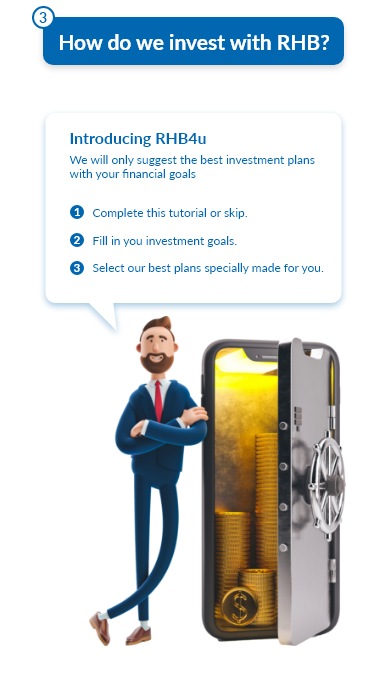 3
How do we invest with RHB?
Introducing RHB4u
We will only suggest the best investment plans
with your financial goals
1 Complete this tutorial or skip.
2 Fill in you investment goals.
3 Select our best plans specially made for you.
$